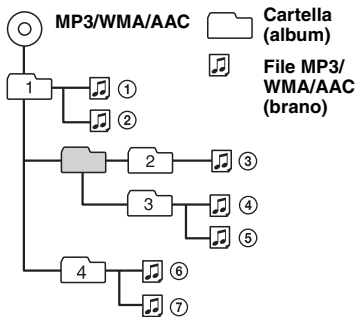 MP3/WMA/AAC
Cartella
(album)
File MP3/
WMA/AAC
(brano)
1
①
②
2
③
3
④
⑤
4
⑥
⑦